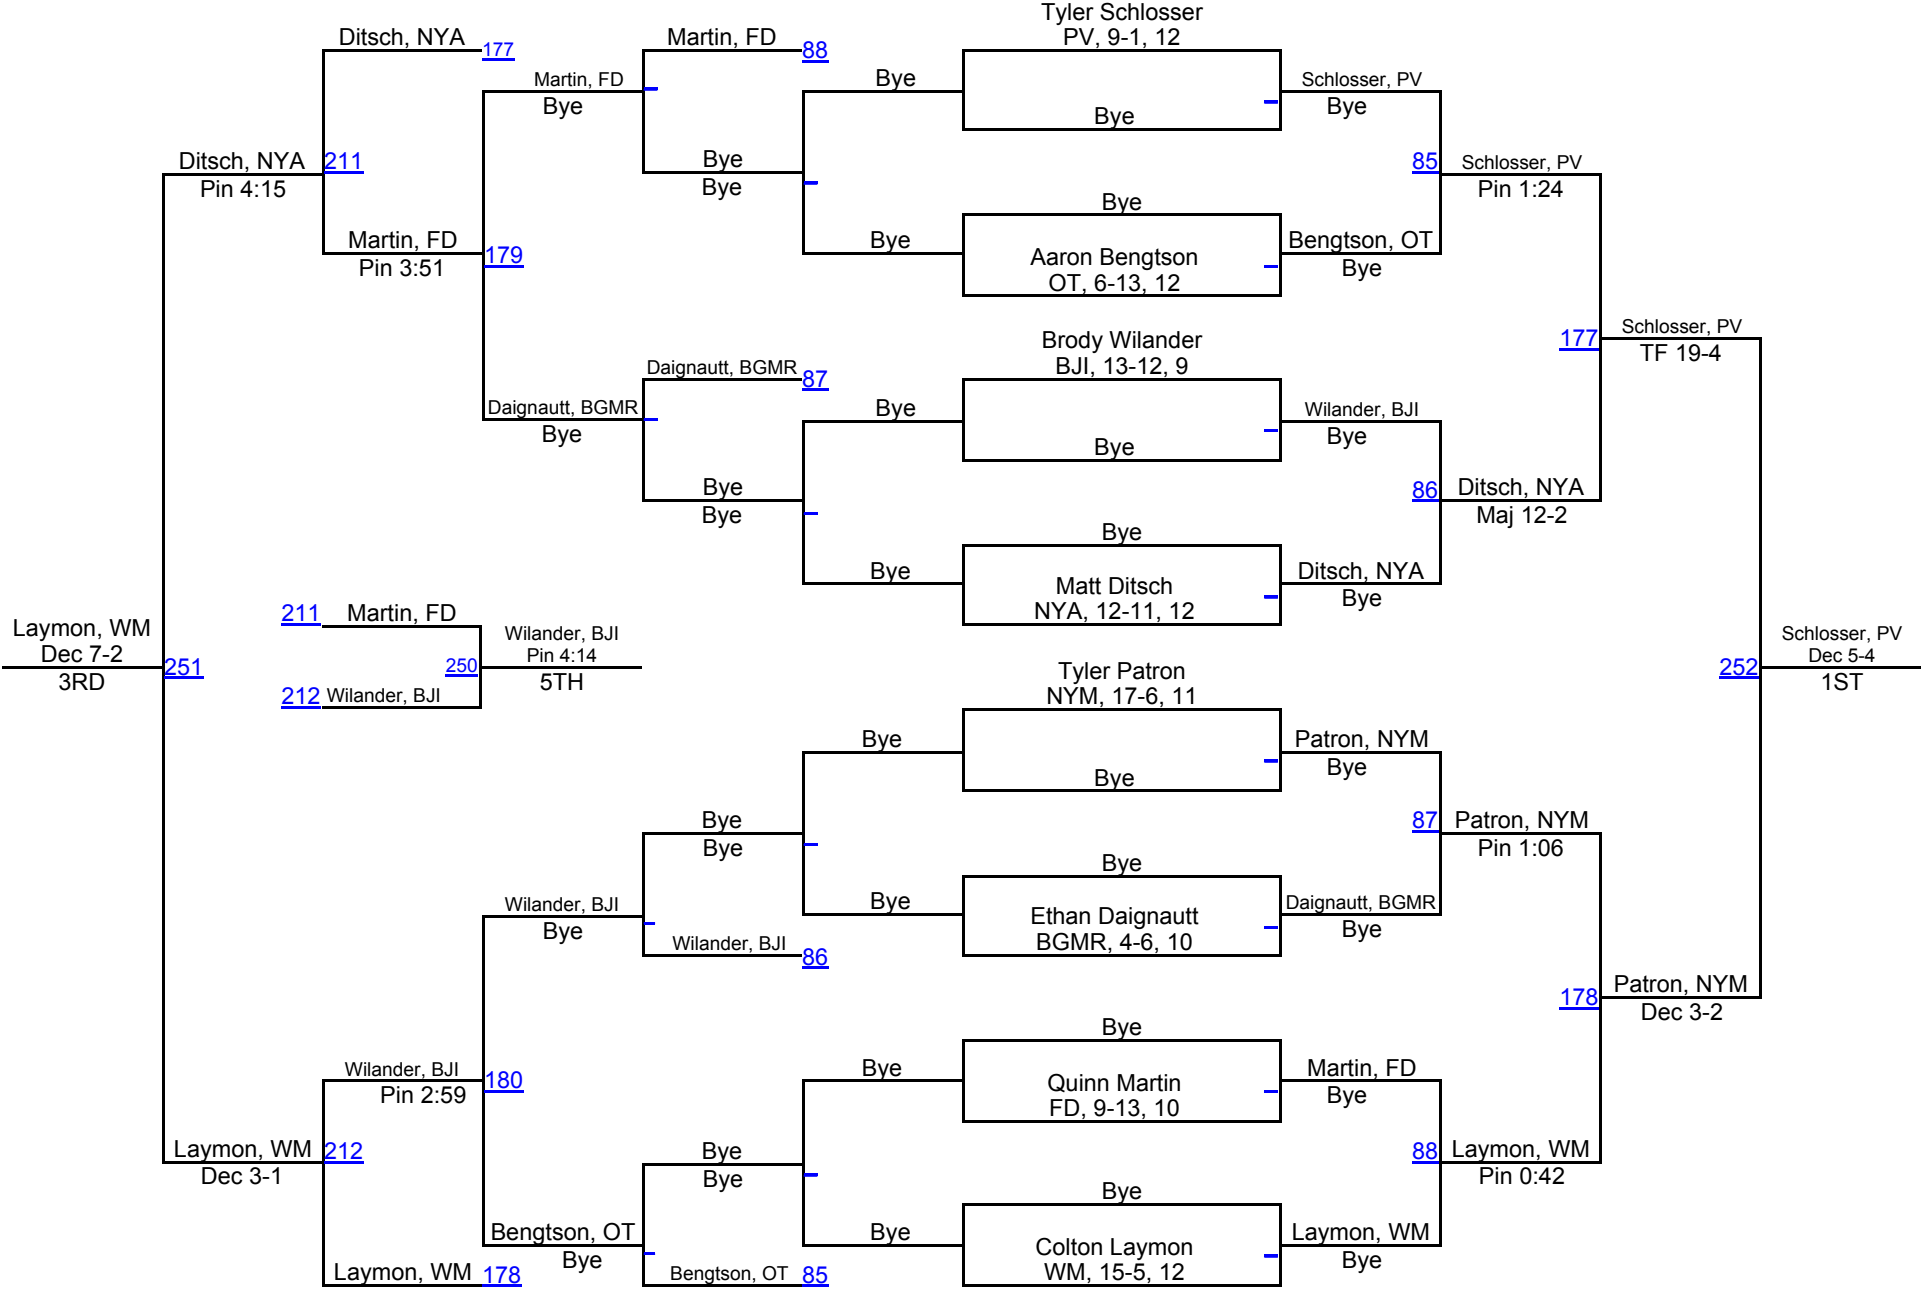 Tyler Schlosser
PV, 9-1, 12
Bye
Bye
Aaron Bengtson
OT, 6-13, 12
Brody Wilander
BJI, 13-12, 9
Bye
Bye
Matt Ditsch
NYA, 12-11, 12
Tyler Patron
NYM, 17-6, 11
Bye
Bye
Ethan Daignautt
BGMR, 4-6, 10
Bye
Quinn Martin
FD, 9-13, 10
Bye
Colton Laymon
WM, 15-5, 12
Schlosser, PV
Bye
85
Bengtson, OT
Bye
Wilander, BJI
Bye
86
Ditsch, NYA
Bye
Patron, NYM
Bye
87
Daignautt, BGMR
Bye
Martin, FD
Bye
88
Laymon, WM
Bye
Schlosser, PV
Pin 1:24
177
Ditsch, NYA
Maj 12-2
Patron, NYM
Pin 1:06
178
Laymon, WM
Pin 0:42
Schlosser, PV
TF 19-4
252
Patron, NYM
Dec 3-2
Schlosser, PV
Dec 5-4
1ST
Bye
Bye
Bye
Bye
Bye
Bye
Bye
Bye
Martin, FD 88
Bye
Bye
Daignautt, BGMR 87
Bye
Bye
Bye
Bye
Wilander, BJI 86
Bye
Bye
Bengtson, OT 85
Martin, FD
Bye
179
Daignautt, BGMR
Bye
Wilander, BJI
Bye
180
Bengtson, OT
Bye
Ditsch, NYA 177
211
Martin, FD
Pin 3:51
Wilander, BJI
Pin 2:59
212
Laymon, WM 178
Ditsch, NYA
Pin 4:15
251
Laymon, WM
Dec 3-1
Laymon, WM
Dec 7-2
3RD
211 Martin, FD
250
212 Wilander, BJI
Wilander, BJI
Pin 4:14
5TH